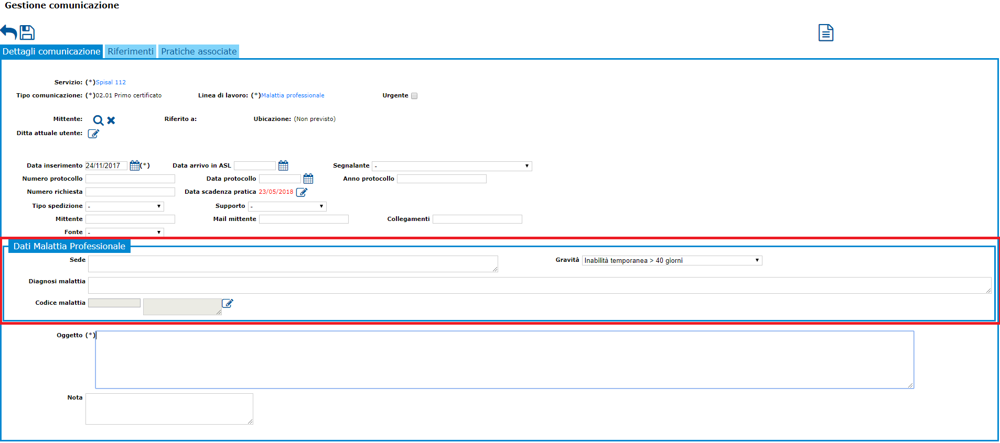 Gestione comunicazione
Dettagli comunicazione Riferimenti Pratiche associate
Servizio: (*)Spisal 112
Tipo comunicazione: (*)02.01 Primo certificato Linea di lavoro: (*)Malattia professionale Urgente
Mittente: Riferito a: Ubicazione: (Non previsto)
Ditta attuale utente:
Data inserimento 24/11/2017 (*) Data arrivo in ASL Segnalante -
Numero protocollo Data protocollo Anno protocollo
Numero richiesta Data scadenza pratica 23/05/2018
Tipo spedizione - Supporto -
Mittente Mail mittente Collegamenti
Fonte -
Dati Malattia Professionale
Sede Gravità Inabilità temporanea > 40 giorni
Diagnosi malattia
Codice malattia
Oggetto (*)
Nota